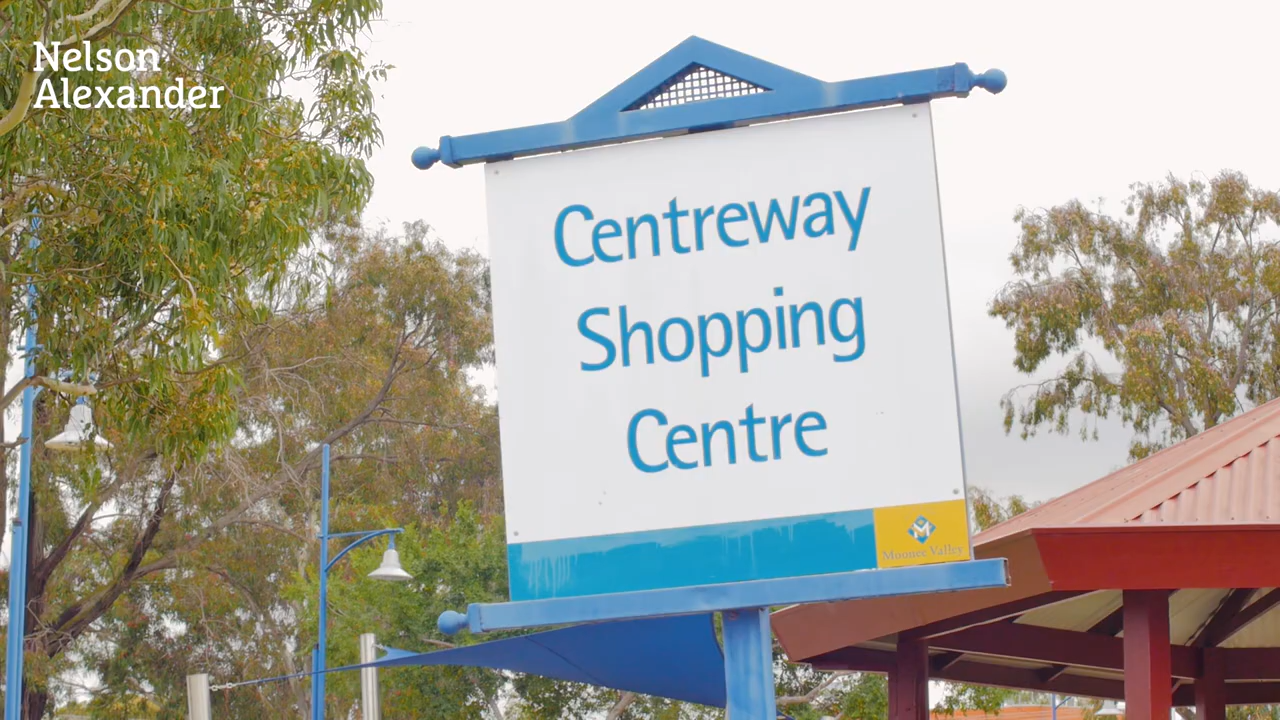 Nelson
Alexander
Centreway
Shopping
Centre
Moonee Valley